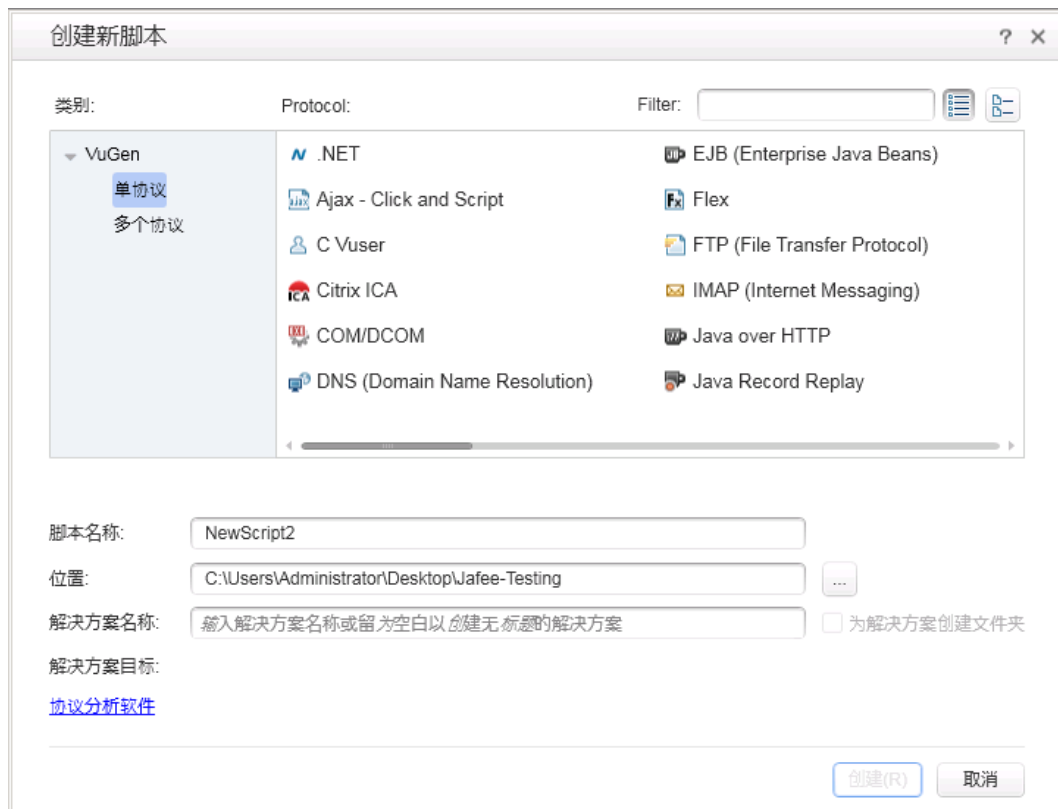 创建新脚本
类别:
Protocol:
Filter:
VuGen
单协议
多个协议
.NET
Ajax - Click and Script
C Vuser
Citrix ICA
COM/DCOM
DNS (Domain Name Resolution)
EJB (Enterprise Java Beans)
Flex
FTP (File Transfer Protocol)
IMAP (Internet Messaging)
Java over HTTP
Java Record Replay
脚本名称: NewScript2
位置: C:\Users\Administrator\Desktop\Jafee-Testing ...
解决方案名称: 输入解决方案名称或留为空白以创建无标题的解决方案 为解决方案创建文件夹
解决方案目标:
协议分析软件
创建(R) 取消